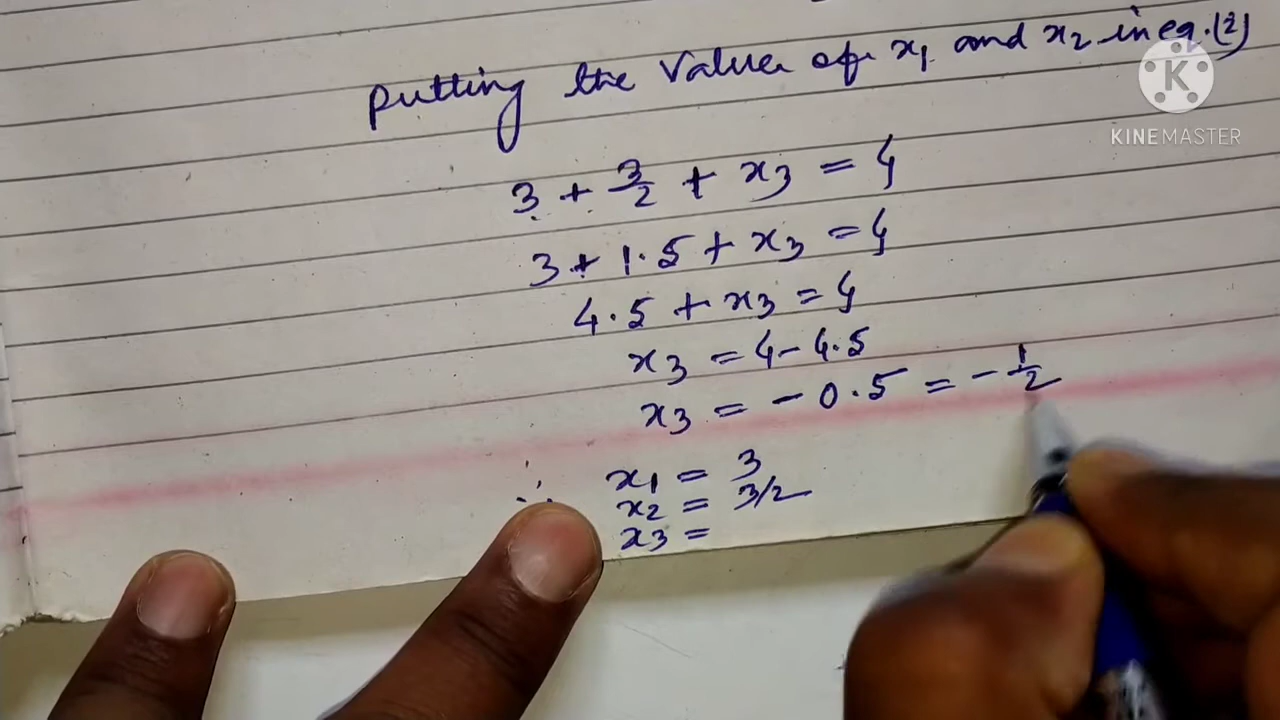 putting the Value of x₁ and x₂ in eq.(2)
3 + 3/2 + x₃ = 4
3 + 1.5 + x₃ = 4
4.5 + x₃ = 4
x₃ = 4 - 4.5
x₃ = - 0.5 = - 1/2
∴ x₁ = 3
x₂ = 3/2
x₃ =
K
KINEMASTER